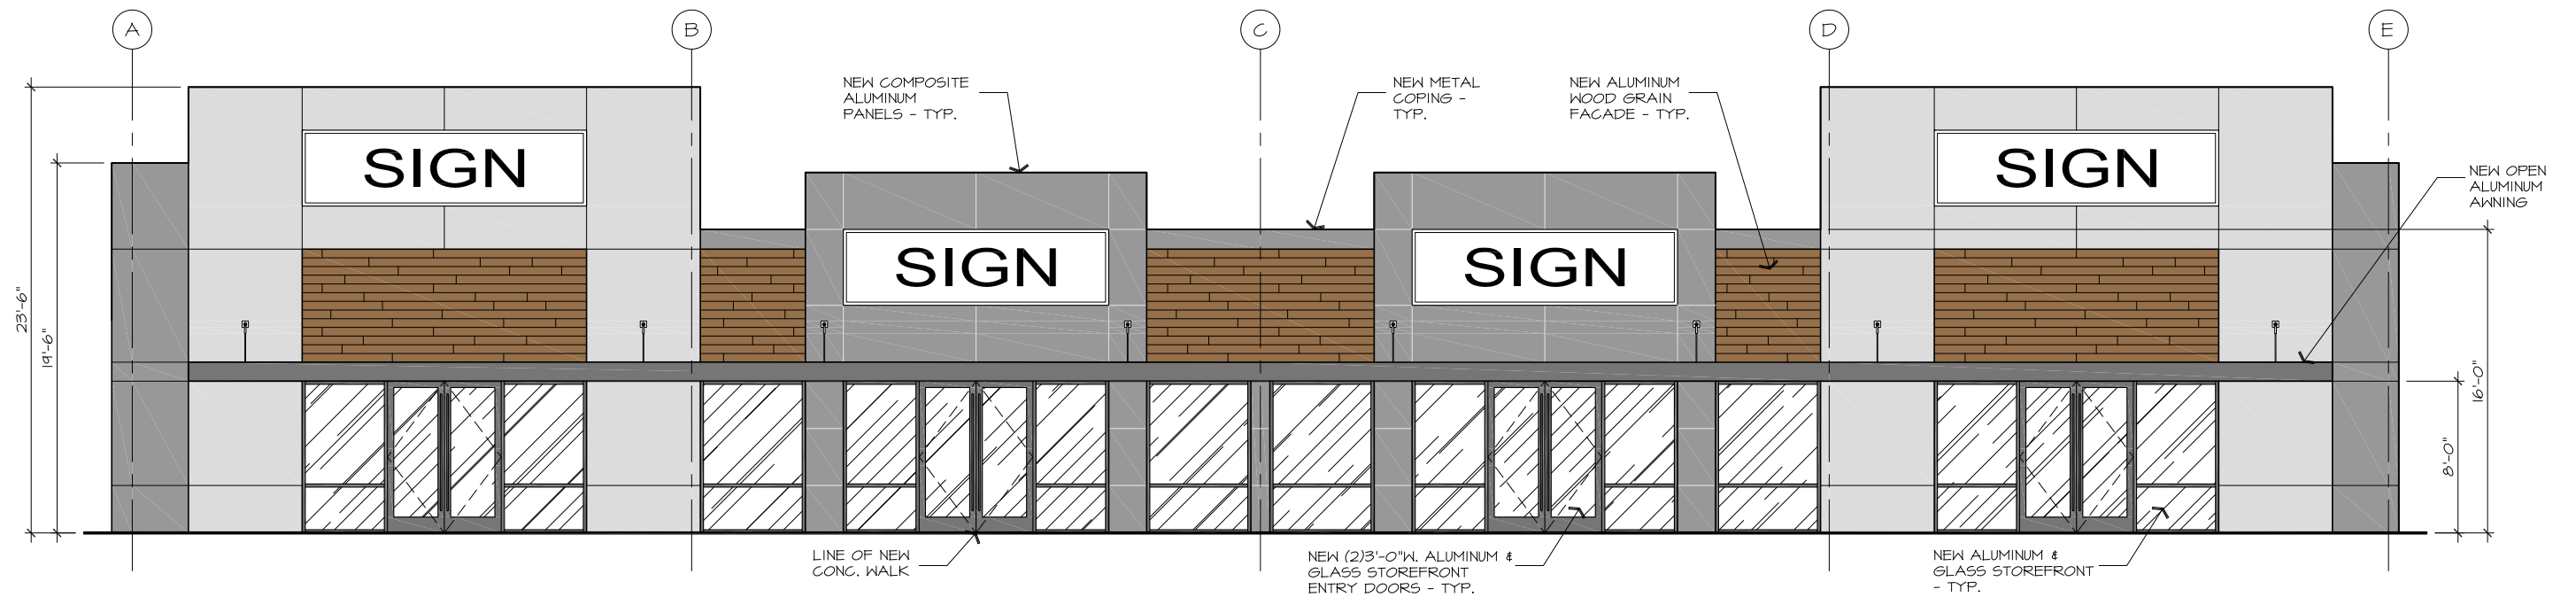 A
B
C
D
E
NEW COMPOSITE
ALUMINUM
PANELS - TYP.
NEW METAL
COPING -
TYP.
NEW ALUMINUM
WOOD GRAIN
FACADE - TYP.
NEW OPEN
ALUMINUM
AWNING
SIGN
SIGN
SIGN
SIGN
23'-6"
19'-6"
16'-0"
8'-0"
LINE OF NEW
CONC. WALK
NEW (2)3'-0"W. ALUMINUM &
GLASS STOREFRONT
ENTRY DOORS - TYP.
NEW ALUMINUM &
GLASS STOREFRONT
- TYP.